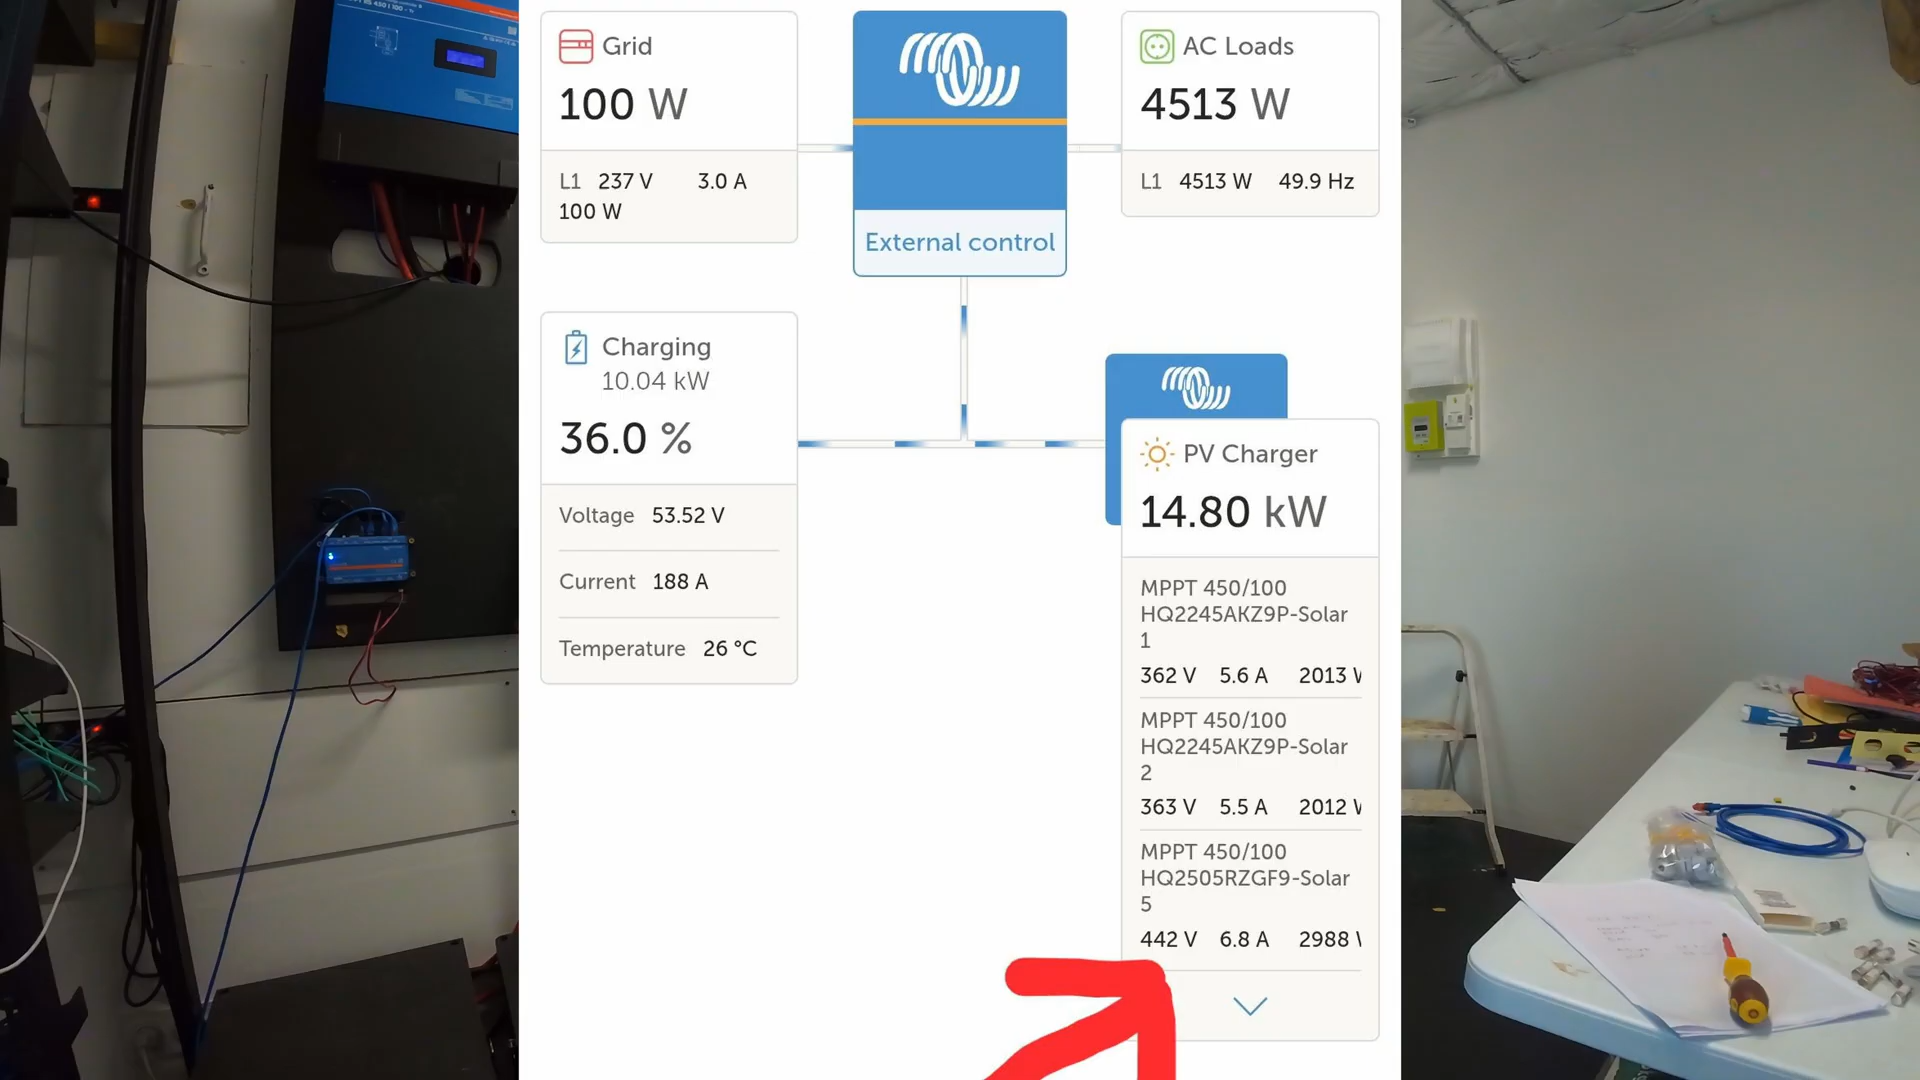 Grid
100 W
L1 237 V 3.0 A
100 W
External control
AC Loads
4513 W
L1 4513 W 49.9 Hz
Charging
10.04 kW
36.0 %
Voltage 53.52 V
Current 188 A
Temperature 26 °C
PV Charger
14.80 kW
MPPT 450/100
HQ2245AKZ9P-Solar
1
362 V 5.6 A 2013 W
MPPT 450/100
HQ2245AKZ9P-Solar
2
363 V 5.5 A 2012 W
MPPT 450/100
HQ2505RZGF9-Solar
5
442 V 6.8 A 2988 W